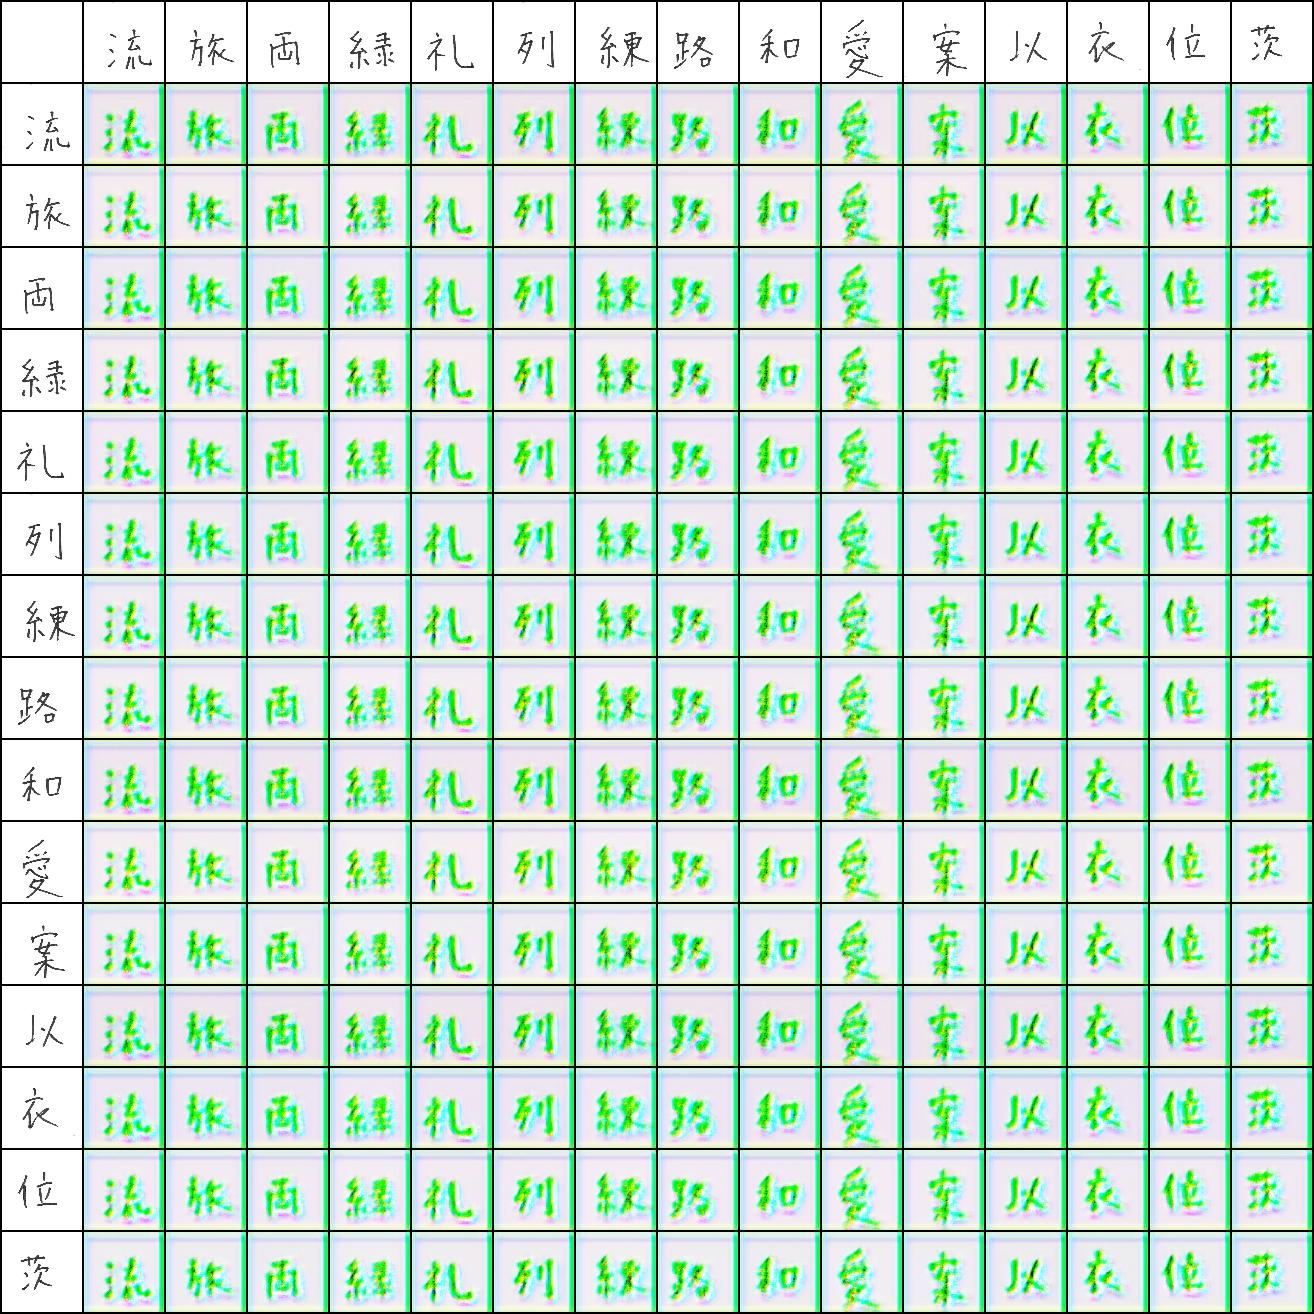 流旅両緑礼列練路和愛案以衣位茨
流流旅両緑礼列練路和愛案以衣位茨
旅流旅両緑礼列練路和愛案以衣位茨
両流旅両緑礼列練路和愛案以衣位茨
緑流旅両緑礼列練路和愛案以衣位茨
礼流旅両緑礼列練路和愛案以衣位茨
列流旅両緑礼列練路和愛案以衣位茨
練流旅両緑礼列練路和愛案以衣位茨
路流旅両緑礼列練路和愛案以衣位茨
和流旅両緑礼列練路和愛案以衣位茨
愛流旅両緑礼列練路和愛案以衣位茨
案流旅両緑礼列練路和愛案以衣位茨
以流旅両緑礼列練路和愛案以衣位茨
衣流旅両緑礼列練路和愛案以衣位茨
位流旅両緑礼列練路和愛案以衣位茨
茨流旅両緑礼列練路和愛案以衣位茨